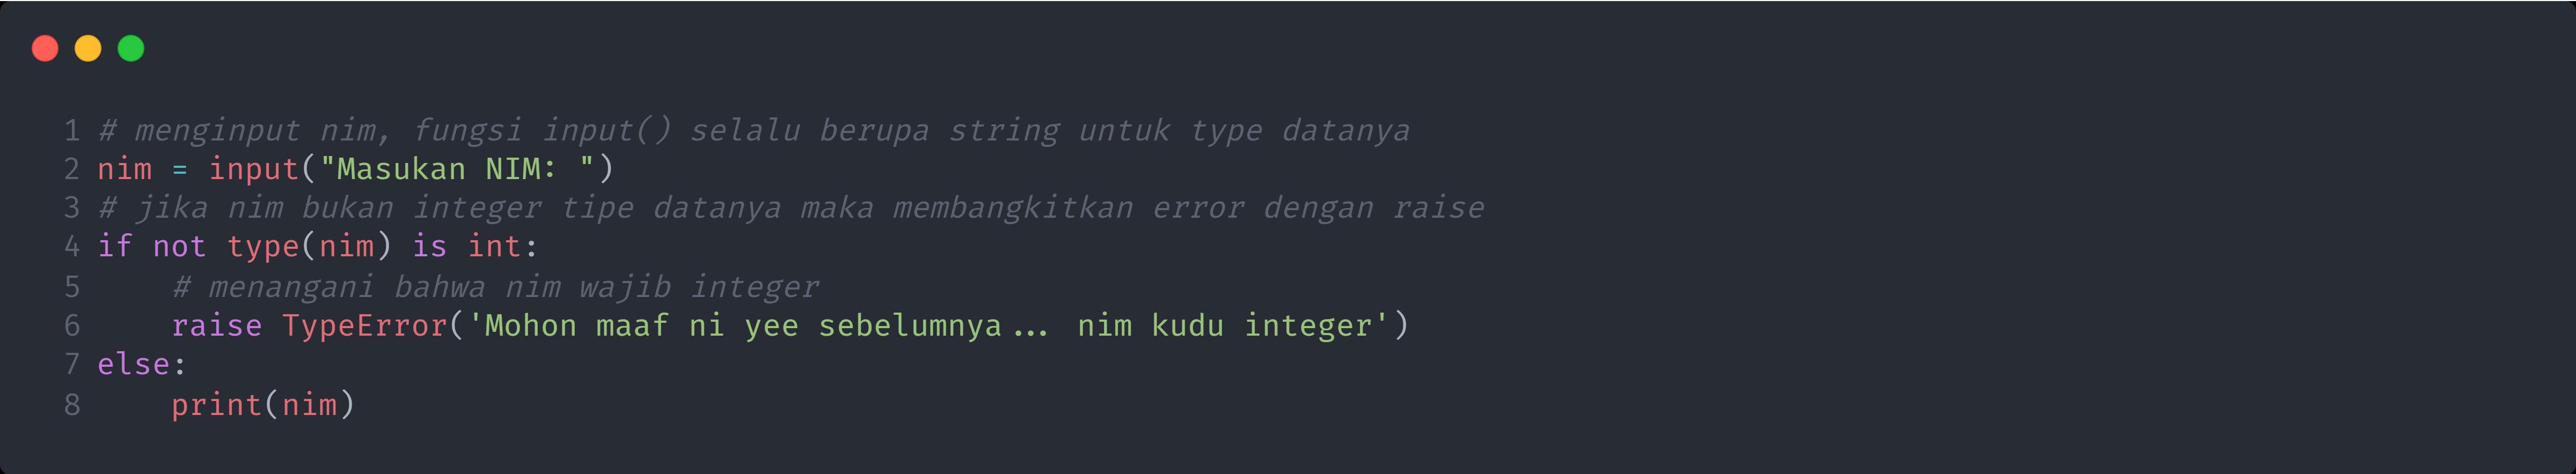 1 # menginput nim, fungsi input() selalu berupa string untuk type datanya
2 nim = input("Masukan NIM: ")
3 # jika nim bukan integer tipe datanya maka membangkitkan error dengan raise
4 if not type(nim) is int:
5     # menangani bahwa nim wajib integer
6     raise TypeError('Mohon maaf ni yee sebelumnya... nim kudu integer')
7 else:
8     print(nim)